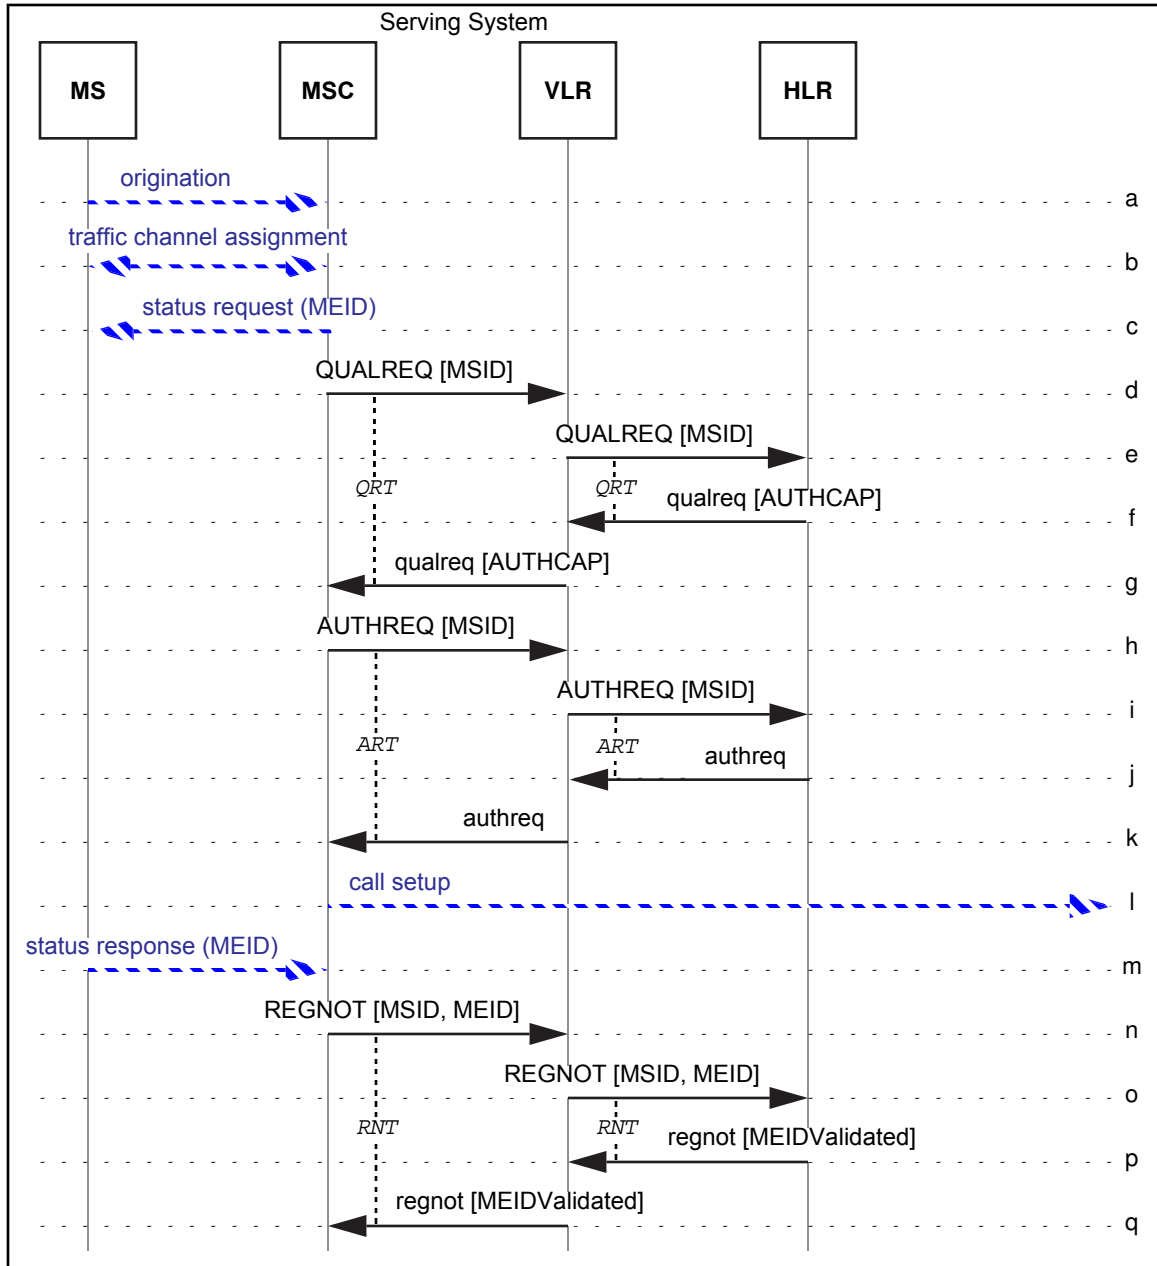 Serving System
MS
MSC
VLR
HLR
origination
a
traffic channel assignment
b
status request (MEID)
c
QUALREQ [MSID]
d
QUALREQ [MSID]
e
QRT
QRT
qualreq [AUTHCAP]
f
qualreq [AUTHCAP]
g
AUTHREQ [MSID]
h
AUTHREQ [MSID]
i
ART
ART
authreq
j
authreq
k
call setup
l
status response (MEID)
m
REGNOT [MSID, MEID]
n
REGNOT [MSID, MEID]
o
RNT
RNT
regnot [MEIDValidated]
p
regnot [MEIDValidated]
q